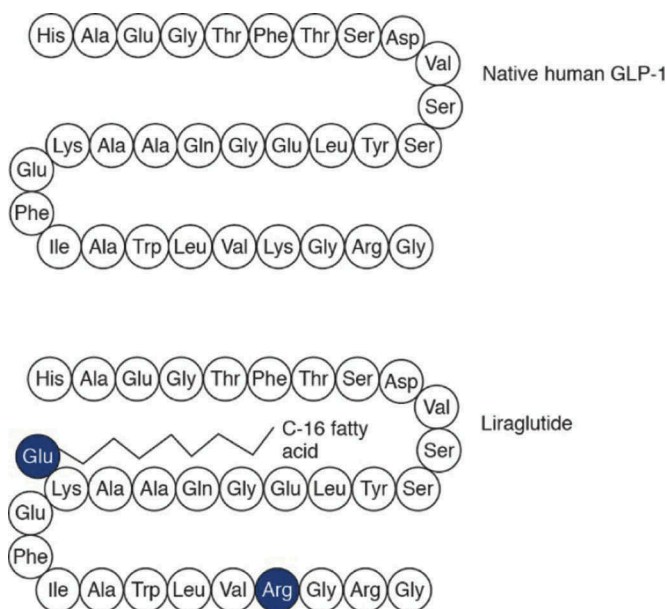 His Ala Glu Gly Thr Phe Thr Ser Asp
Val
Native human GLP-1
Ser
Lys Ala Ala Gln Gly Glu Leu Tyr Ser
Glu
Phe
Ile Ala Trp Leu Val Lys Gly Arg Gly
His Ala Glu Gly Thr Phe Thr Ser Asp
Val
Liraglutide
C-16 fatty
acid
Ser
Glu
Lys Ala Ala Gln Gly Glu Leu Tyr Ser
Glu
Phe
Ile Ala Trp Leu Val Arg Gly Arg Gly